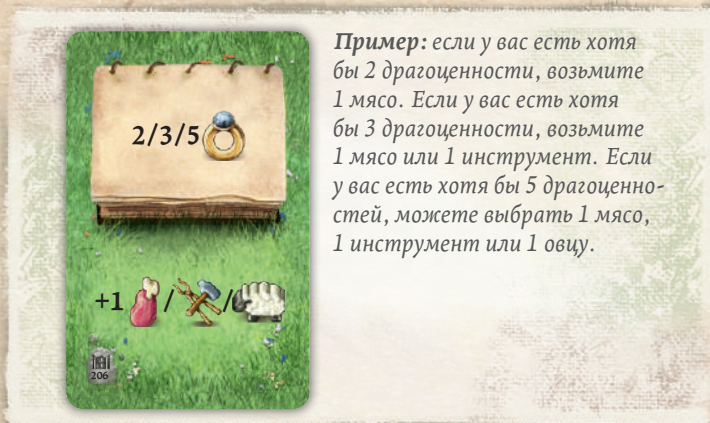 2/3/5
+1 / /
206
Пример: если у вас есть хотя
бы 2 драгоценности, возьмите
1 мясо. Если у вас есть хотя
бы 3 драгоценности, возьмите
1 мясо или 1 инструмент. Если
у вас есть хотя бы 5 драгоценно-
стей, можете выбрать 1 мясо,
1 инструмент или 1 овцу.